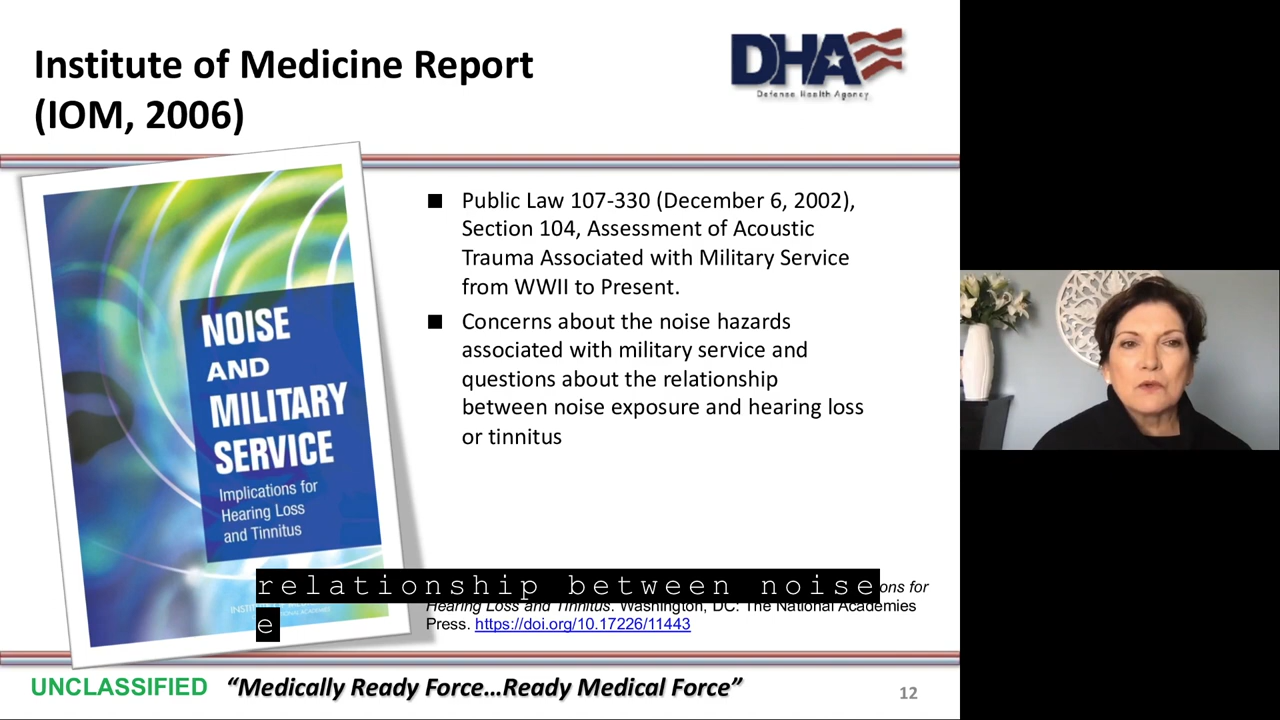 Institute of Medicine Report
(IOM, 2006)
DHA
Defense Health Agency
Public Law 107-330 (December 6, 2002),
Section 104, Assessment of Acoustic
Trauma Associated with Military Service
from WWII to Present.
Concerns about the noise hazards
associated with military service and
questions about the relationship
between noise exposure and hearing loss
or tinnitus
NOISE
AND
MILITARY
SERVICE
Implications for
Hearing Loss
and Tinnitus
relationship between noise
e
ons for
Hearing Loss and Tinnitus. Washington, DC: The National Academies
Press. https://doi.org/10.17226/11443
UNCLASSIFIED "Medically Ready Force...Ready Medical Force" 12